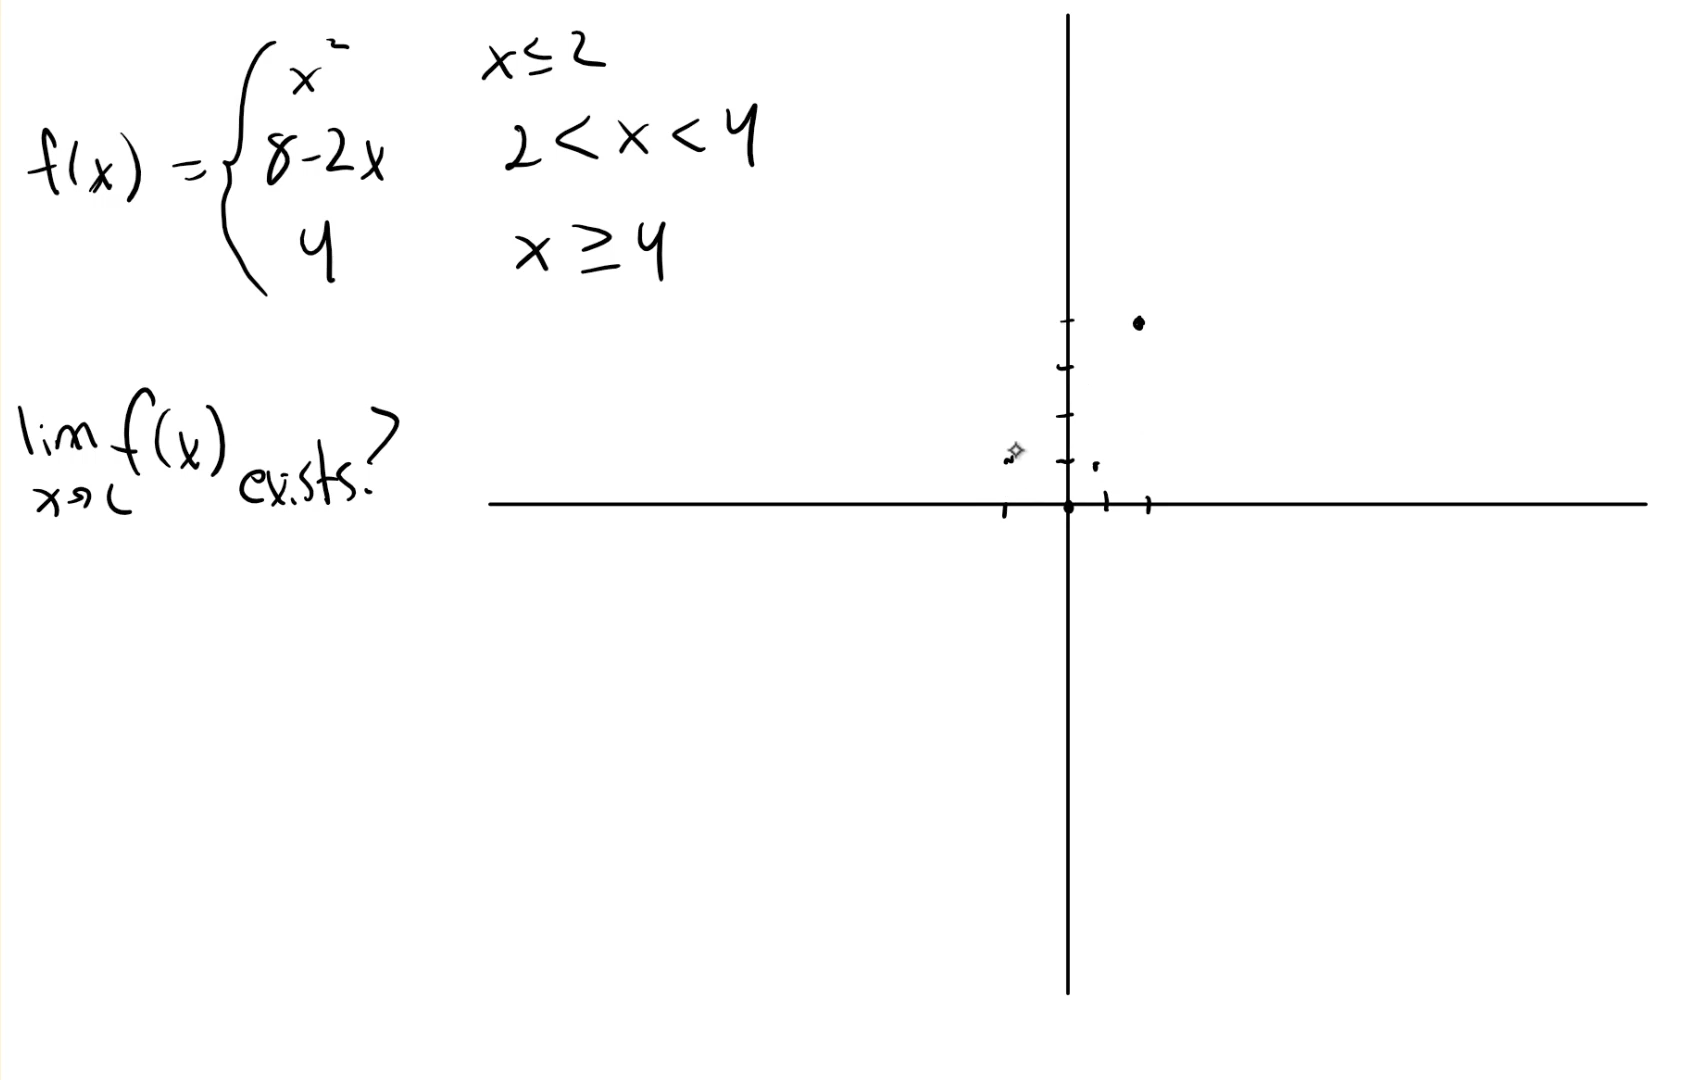 f(x) = { x² x ≤ 2
8-2x 2 < x < 4
4 x ≥ 4
lim f(x) exists?
x→c